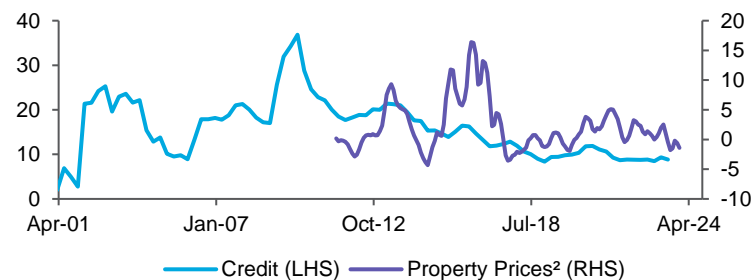 40
30
20
10
0
20
15
10
5
0
-5
-10
Apr-01
Jan-07
Oct-12
Jul-18
Apr-24
Credit (LHS)
Property Prices² (RHS)